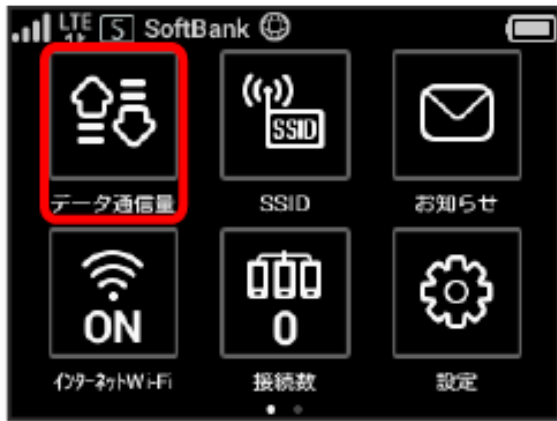 LTE S SoftBank
SSID
データ通信量 SSID お知らせ
ON 0
インターネットWi-Fi 接続数 設定